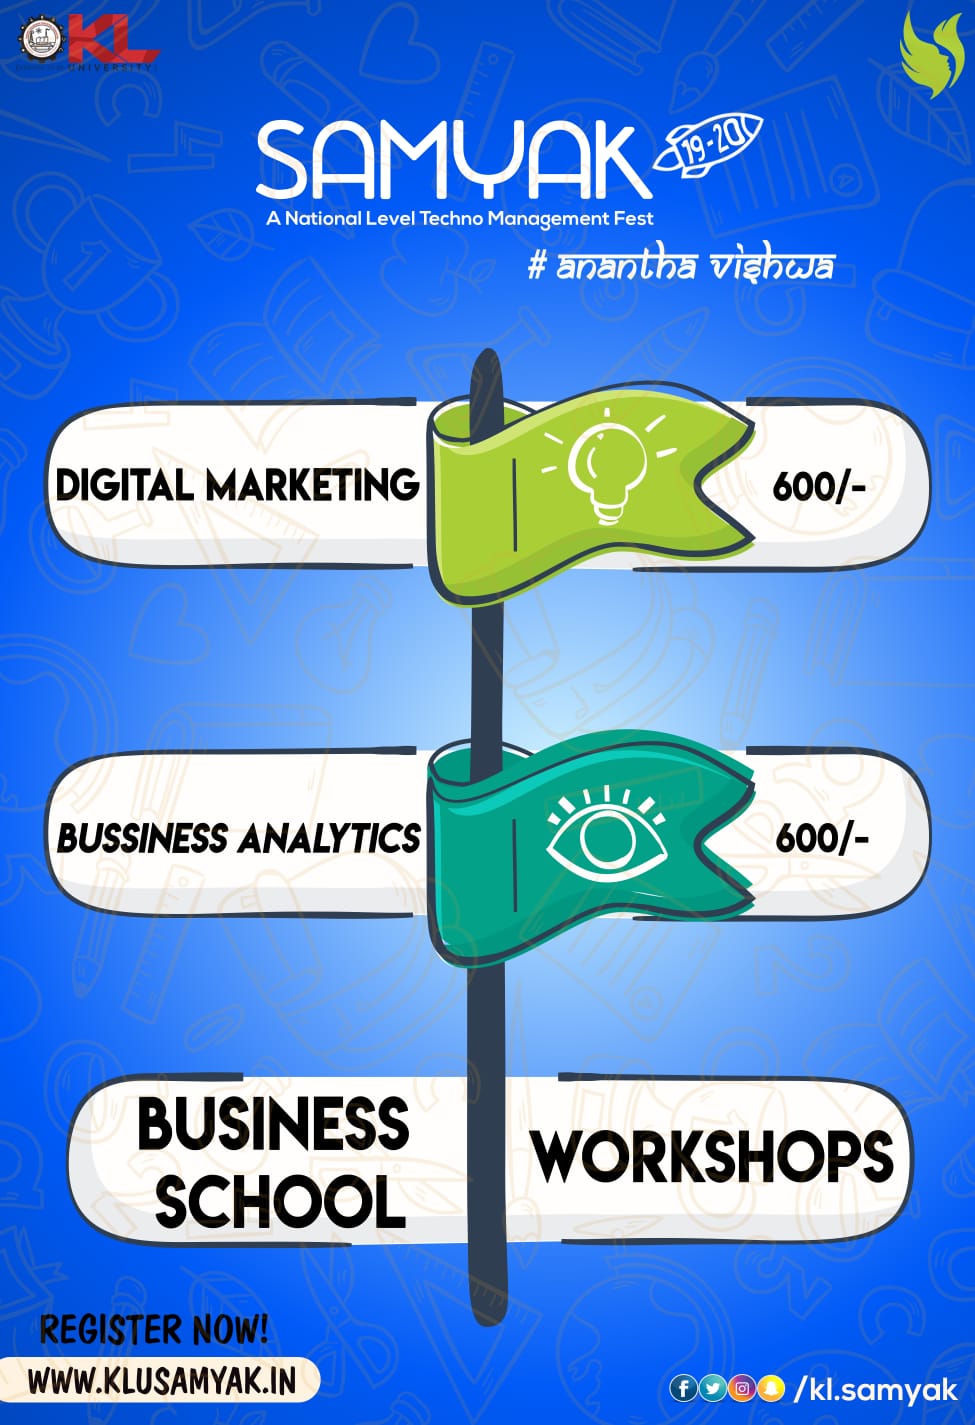 KL
UNIVERSITY
SAMYAK
19-20
A National Level Techno Management Fest
# anantha vishwa
DIGITAL MARKETING
600/-
BUSSINESS ANALYTICS
600/-
BUSINESS
SCHOOL
WORKSHOPS
REGISTER NOW!
WWW.KLUSAMYAK.IN
/kl.samyak